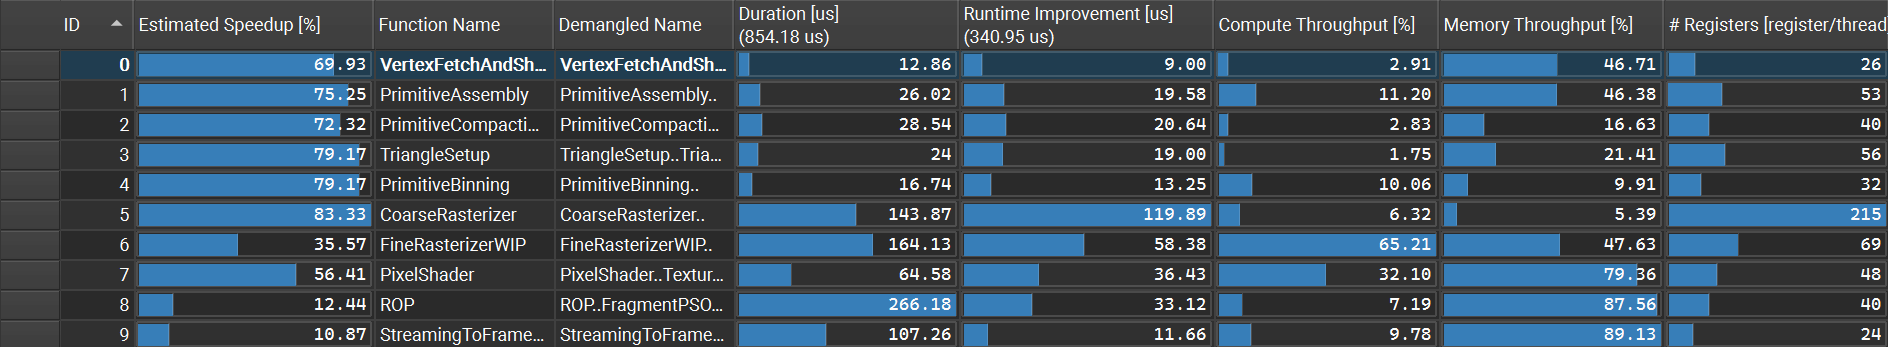 ID Estimated Speedup [%] Function Name Demangled Name Duration [us] (854.18 us) Runtime Improvement [us] (340.95 us) Compute Throughput [%] Memory Throughput [%] # Registers [register/thread
0 69.93 VertexFetchAndSh... VertexFetchAndSh... 12.86 9.00 2.91 46.71 26
1 75.25 PrimitiveAssembly PrimitiveAssembly.. 26.02 19.58 11.20 46.38 53
2 72.32 PrimitiveCompacti... PrimitiveCompacti... 28.54 20.64 2.83 16.63 40
3 79.17 TriangleSetup TriangleSetup..Tria... 24 19.00 1.75 21.41 56
4 79.17 PrimitiveBinning PrimitiveBinning.. 16.74 13.25 10.06 9.91 32
5 83.33 CoarseRasterizer CoarseRasterizer.. 143.87 119.89 6.32 5.39 215
6 35.57 FineRasterizerWIP FineRasterizerWIP.. 164.13 58.38 65.21 47.63 69
7 56.41 PixelShader PixelShader..Textur... 64.58 36.43 32.10 79.36 48
8 12.44 ROP ROP..FragmentPSO... 266.18 33.12 7.19 87.56 40
9 10.87 StreamingToFrame... StreamingToFrame... 107.26 11.66 9.78 89.13 24